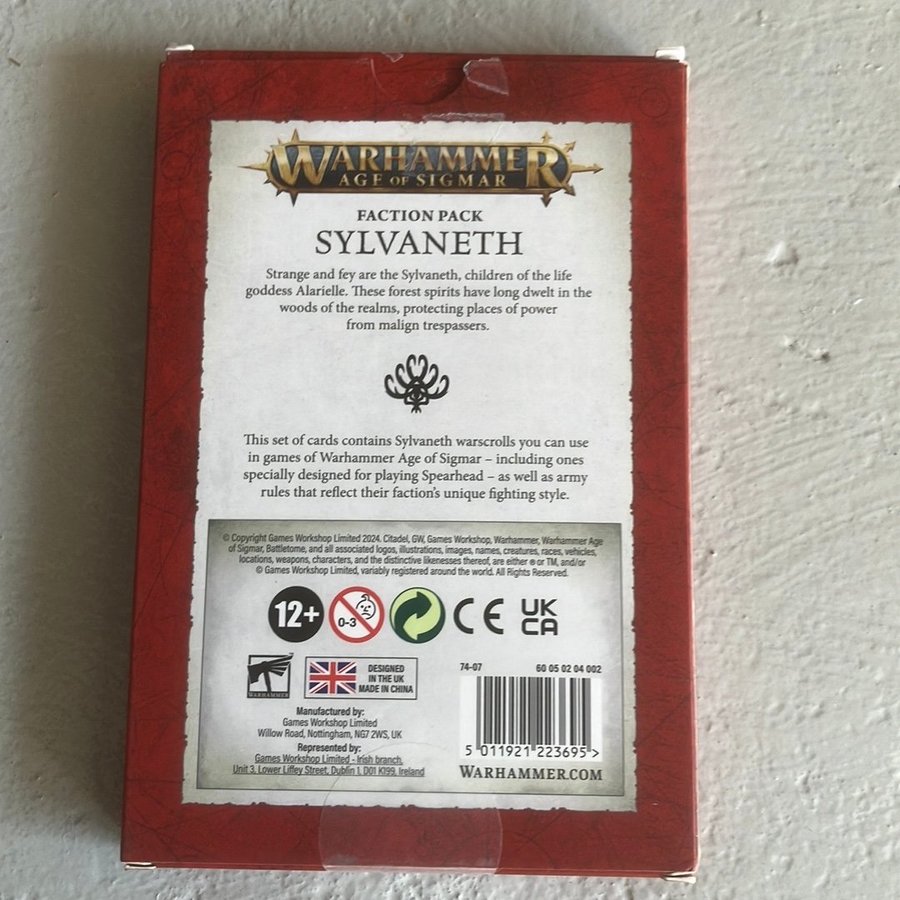 WARHAMMER
AGE OF SIGMAR
FACTION PACK
SYLVANETH
Strange and fey are the Sylvaneth, children of the life
goddess Alarielle. These forest spirits have long dwelt in the
woods of the realms, protecting places of power
from malign trespassers.
This set of cards contains Sylvaneth warscrolls you can use
in games of Warhammer Age of Sigmar – including ones
specially designed for playing Spearhead – as well as army
rules that reflect their faction's unique fighting style.
© Copyright Games Workshop Limited 2024. Citadel, GW, Games Workshop, Warhammer, Warhammer Age
of Sigmar, Battletome, and all associated logos, illustrations, images, names, creatures, races, vehicles,
locations, weapons, characters, and the distinctive likenesses thereof, are either ® or TM, and/or
© Games Workshop Limited, variably registered around the world. All Rights Reserved.
12+
0-3
CE
UK
CA
WARHAMMER
DESIGNED
IN THE UK
MADE IN CHINA
74-07 60 05 02 04 002
Manufactured by:
Games Workshop Limited
Willow Road, Nottingham, NG7 2WS, UK
Represented by:
Games Workshop Limited - Irish branch,
Unit 3, Lower Liffey Street, Dublin 1, D01 K199, Ireland
5 011921 223695 >
WARHAMMER.COM